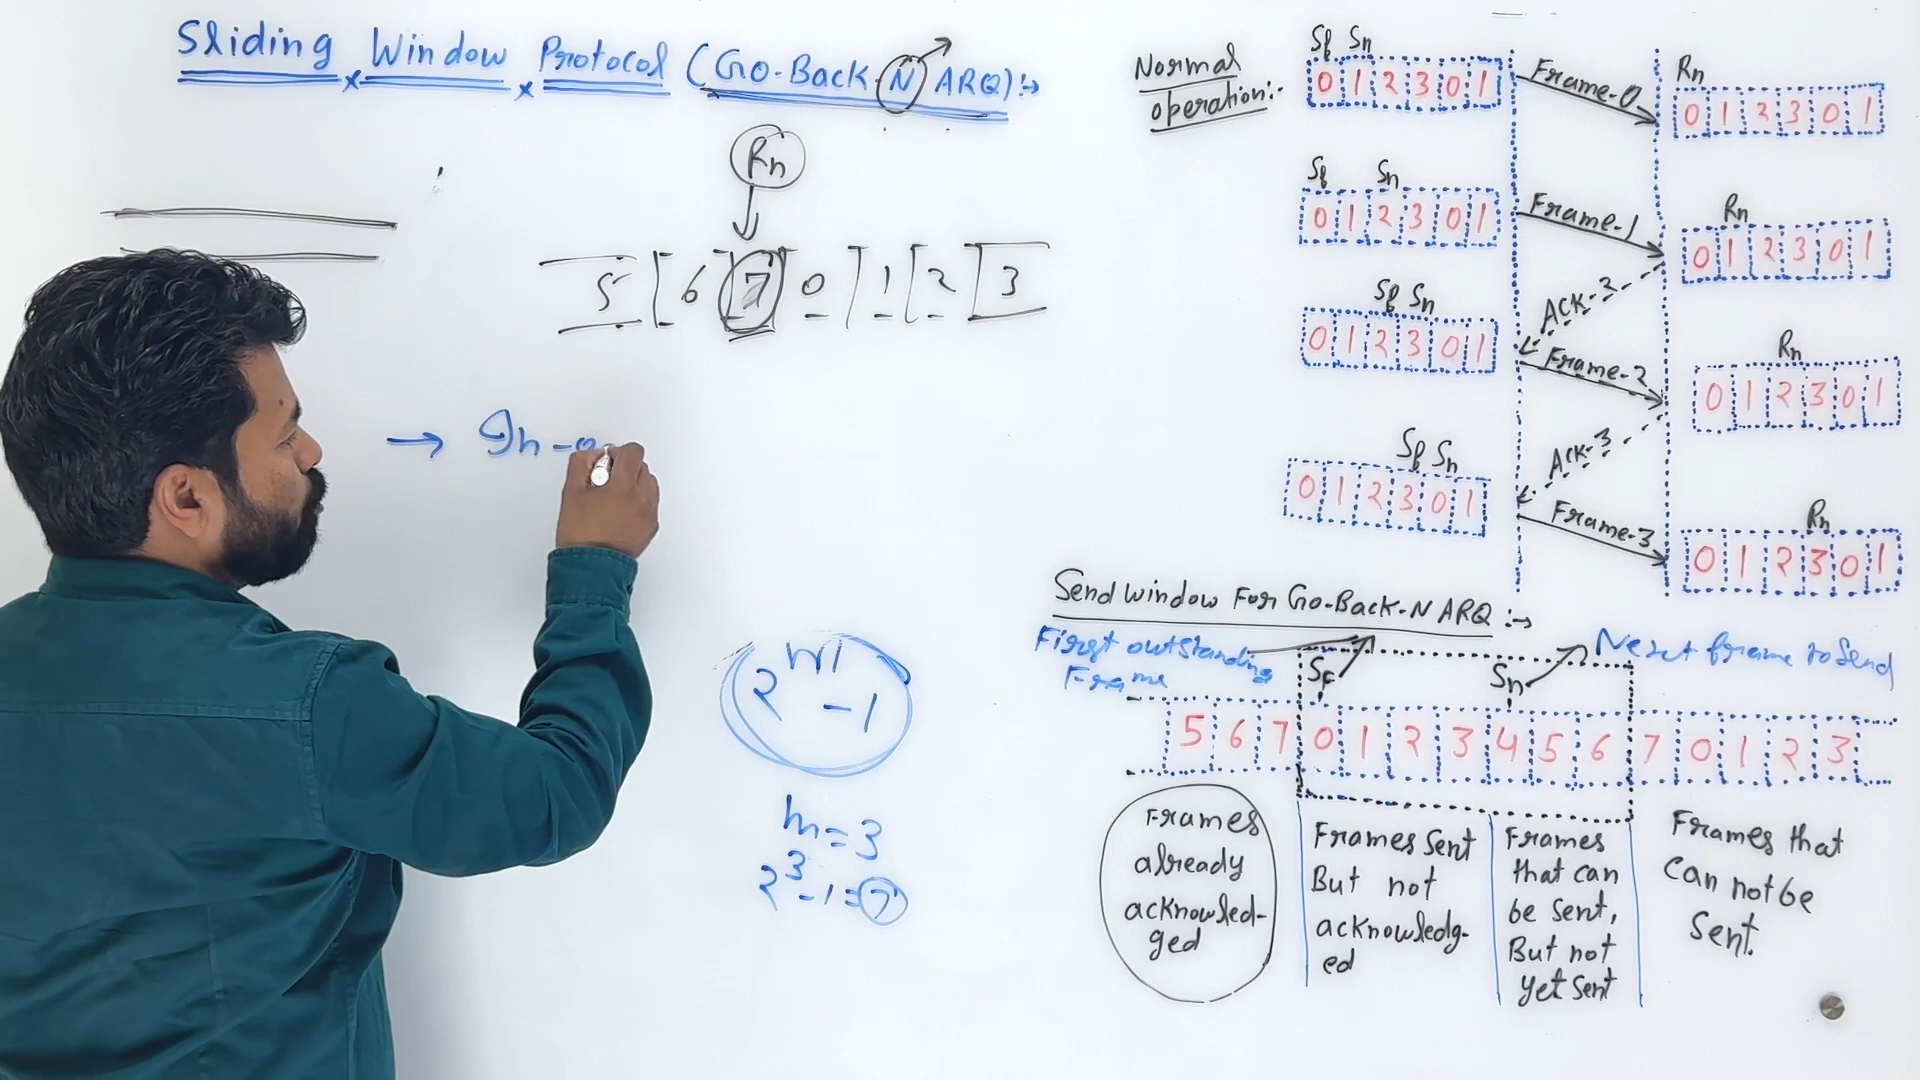 Sliding Window Protocol (Go-Back-N ARQ):→
Rn
5 6 7 0 1 2 3
→ In-o
2^m - 1
m = 3
2^3 - 1 = 7
Normal
operation:-
Sf Sn
0 1 2 3 0 1
Frame-0
Rn
0 1 2 3 0 1
Sf Sn
0 1 2 3 0 1
Frame-1
Rn
0 1 2 3 0 1
ACK-2
Sf Sn
0 1 2 3 0 1
Frame-2
Rn
0 1 2 3 0 1
ACK-3
Sf Sn
0 1 2 3 0 1
Frame-3
Rn
0 1 2 3 0 1
Send window For Go-Back-N ARQ :→
First outstanding
Frame
Next frame to Send
Sf
Sn
5 6 7 0 1 2 3 4 5 6 7 0 1 2 3
Frames
already
acknowled-
ged
Frames Sent
But not
acknowledg-
ed
Frames
that can
be sent,
But not
yet sent
Frames that
can not be
Sent.